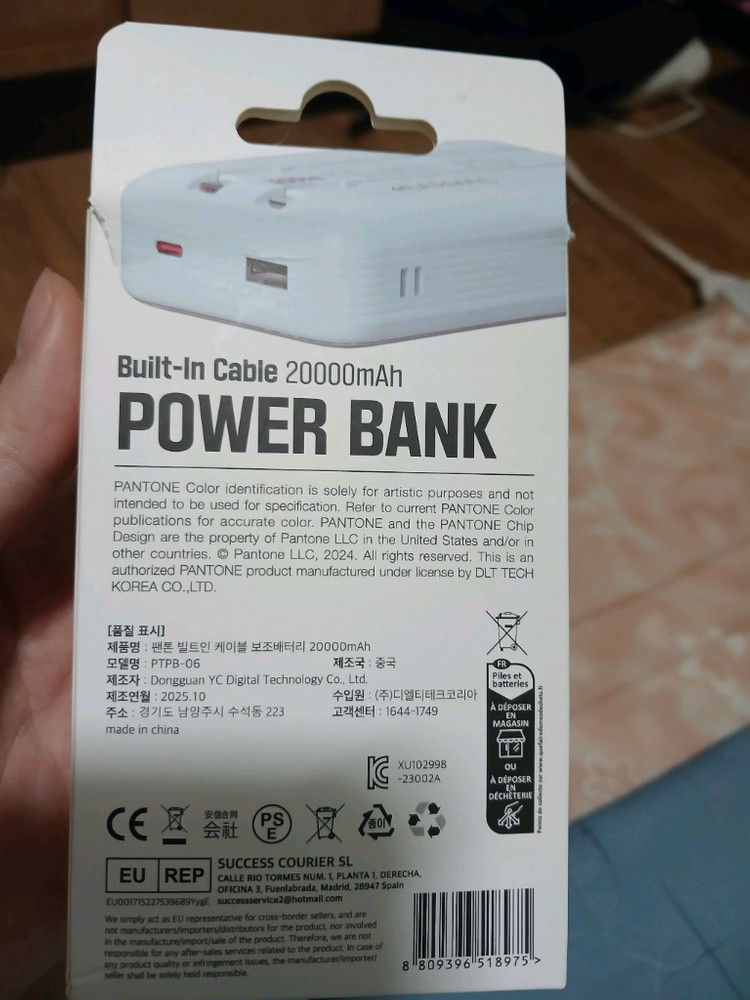 Built-In Cable 20000mAh
POWER BANK
PANTONE Color identification is solely for artistic purposes and not
intended to be used for specification. Refer to current PANTONE Color
publications for accurate color. PANTONE and the PANTONE Chip
Design are the property of Pantone LLC in the United States and/or in
other countries. © Pantone LLC, 2024. All rights reserved. This is an
authorized PANTONE product manufactured under license by DLT TECH
KOREA CO.,LTD.
[품질 표시]
제품명 : 팬톤 빌트인 케이블 보조배터리 20000mAh
모델명 : PTPB-06 제조국 : 중국
제조자 : Dongguan YC Digital Technology Co., Ltd.
제조연월 : 2025.10 수입원 : (주)디엘티테크코리아
주소 : 경기도 남양주시 수석동 223 고객센터 : 1644-1749
made in china
FR
Piles et
batteries
À DÉPOSER
EN
MAGASIN
OU
À DÉPOSER
EN
DÉCHÈTERIE
XU102998
-23002A
CE
安信合同
会社
PS
E
종이
EU REP
SUCCESS COURIER SL
CALLE RIO TORMES NUM. 1, PLANTA 1, DERECHA,
OFICINA 3, Fuenlabrada, Madrid, 28947 Spain
successservice2@hotmail.com
EU001715227539689YygE
We simply act as EU representative for cross-border sellers, and are
not manufacturers/importers/distributors for the product, nor involved
in the manufacture/import/sale of the product. Therefore, we are not
responsible for any after-sales services related to the product. In case of
any product quality or infringement issues, the manufacturer/importer/
seller shall be solely held responsible.
8 809396 518975 >